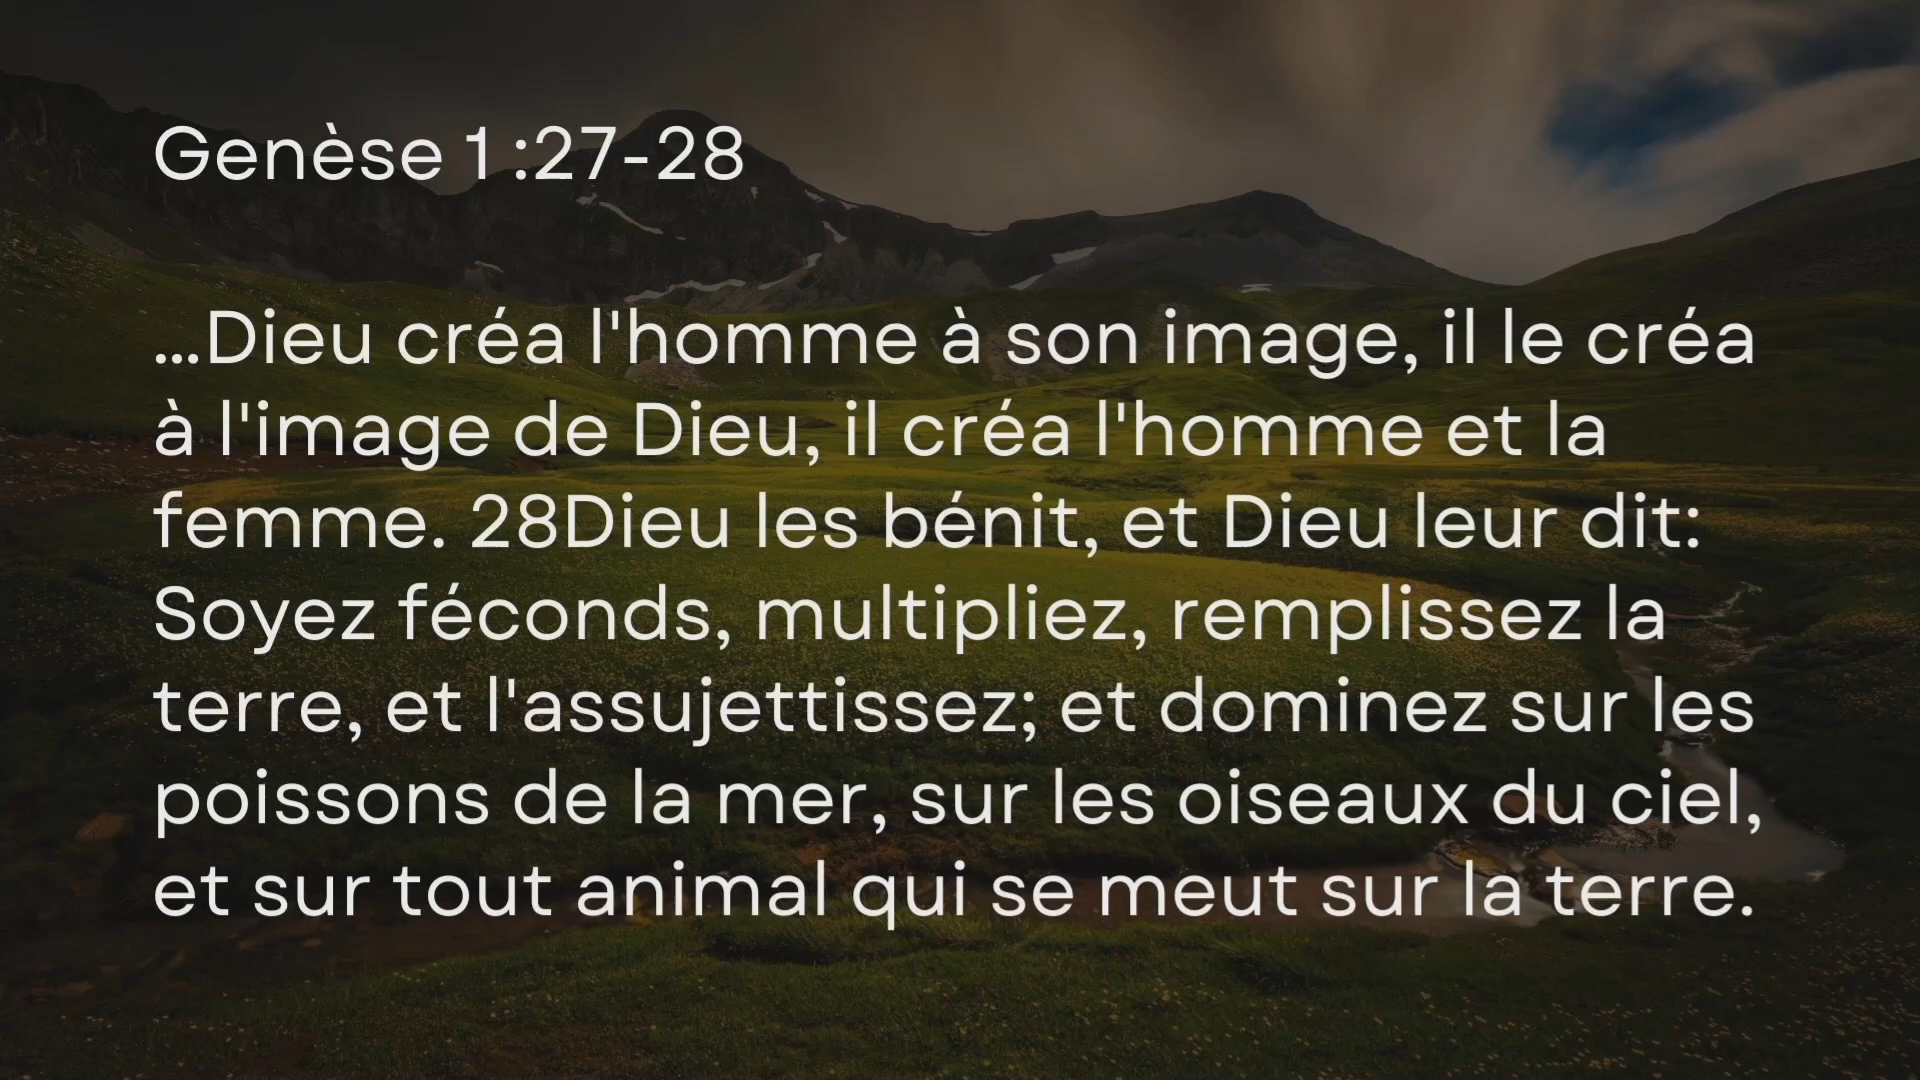 Genèse 1 :27-28
...Dieu créa l'homme à son image, il le créa
à l'image de Dieu, il créa l'homme et la
femme. 28Dieu les bénit, et Dieu leur dit:
Soyez féconds, multipliez, remplissez la
terre, et l'assujettissez; et dominez sur les
poissons de la mer, sur les oiseaux du ciel,
et sur tout animal qui se meut sur la terre.